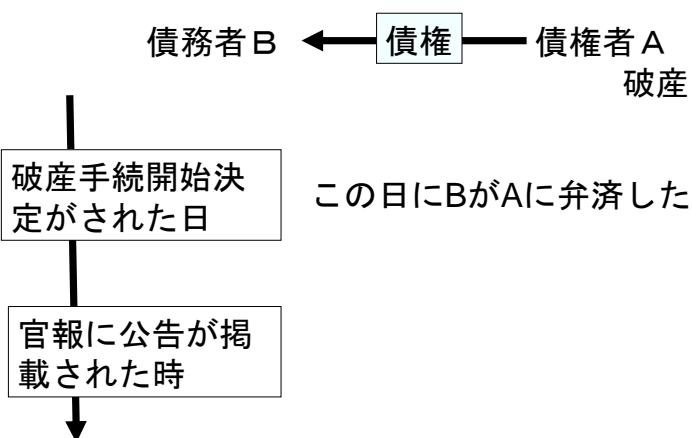 債務者B 債権 債権者A
破産
破産手続開始決
定がされた日
この日にBがAに弁済した
官報に公告が掲
載された時